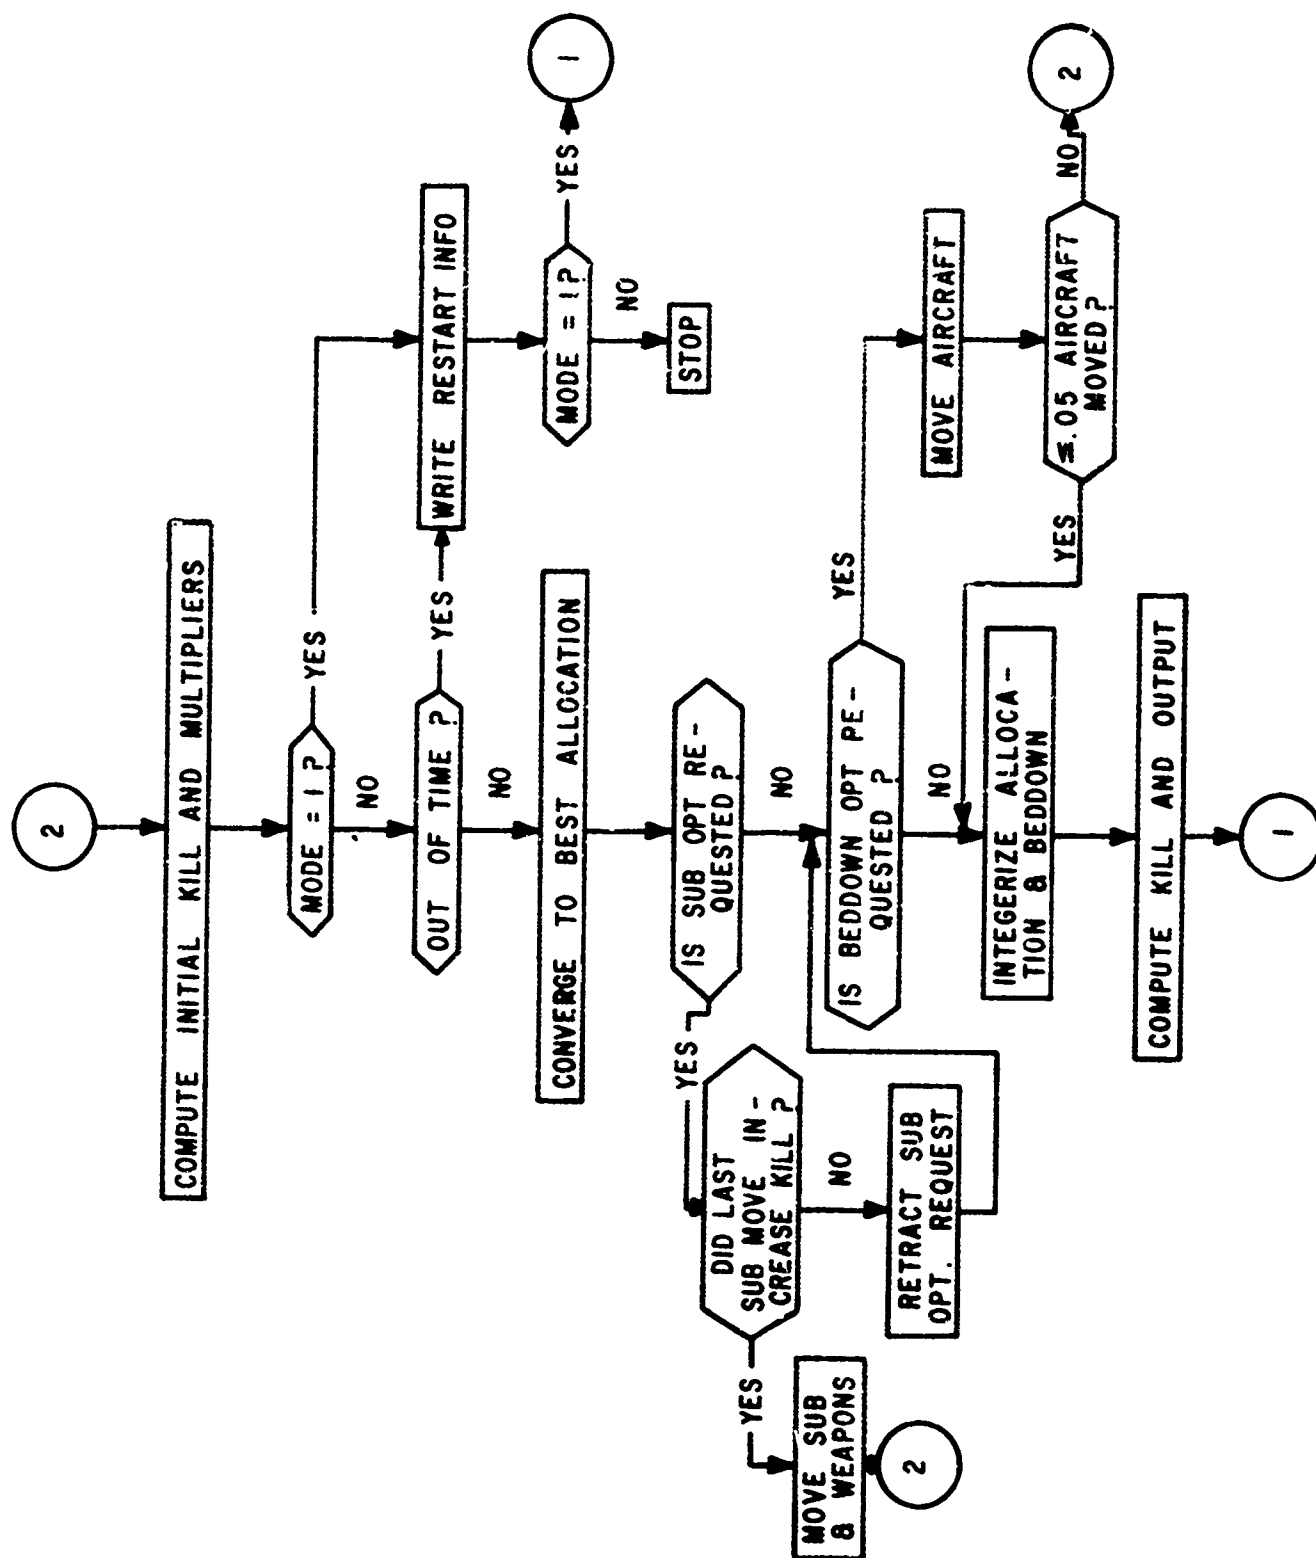 2
COMPUTE INITIAL KILL AND MULTIPLIERS
MODE = 1 ?
YES
NO
OUT OF TIME ?
YES
WRITE RESTART INFO
NO
MODE = 1 ?
YES
1
NO
STOP
CONVERGE TO BEST ALLOCATION
IS SUB OPT RE-
QUESTED ?
YES
NO
DID LAST
SUB MOVE IN-
CREASE KILL ?
YES
NO
MOVE SUB
& WEAPONS
2
RETRACT SUB
OPT. REQUEST
IS BEDDOWN OPT PE-
QUESTED ?
YES
NO
MOVE AIRCRAFT
≤.05 AIRCRAFT
MOVED ?
NO
2
YES
INTEGERIZE ALLOCA-
TION & BEDDOWN
COMPUTE KILL AND OUTPUT
1